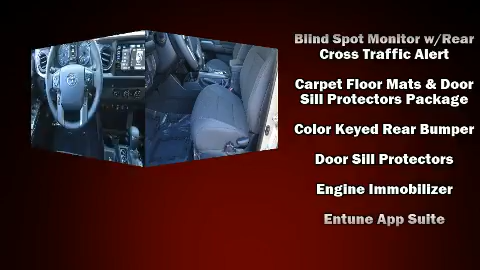 Blind Spot Monitor w/Rear
Cross Traffic Alert
Carpet Floor Mats & Door
Sill Protectors Package
Color Keyed Rear Bumper
Door Sill Protectors
Engine Immobilizer
Entune App Suite